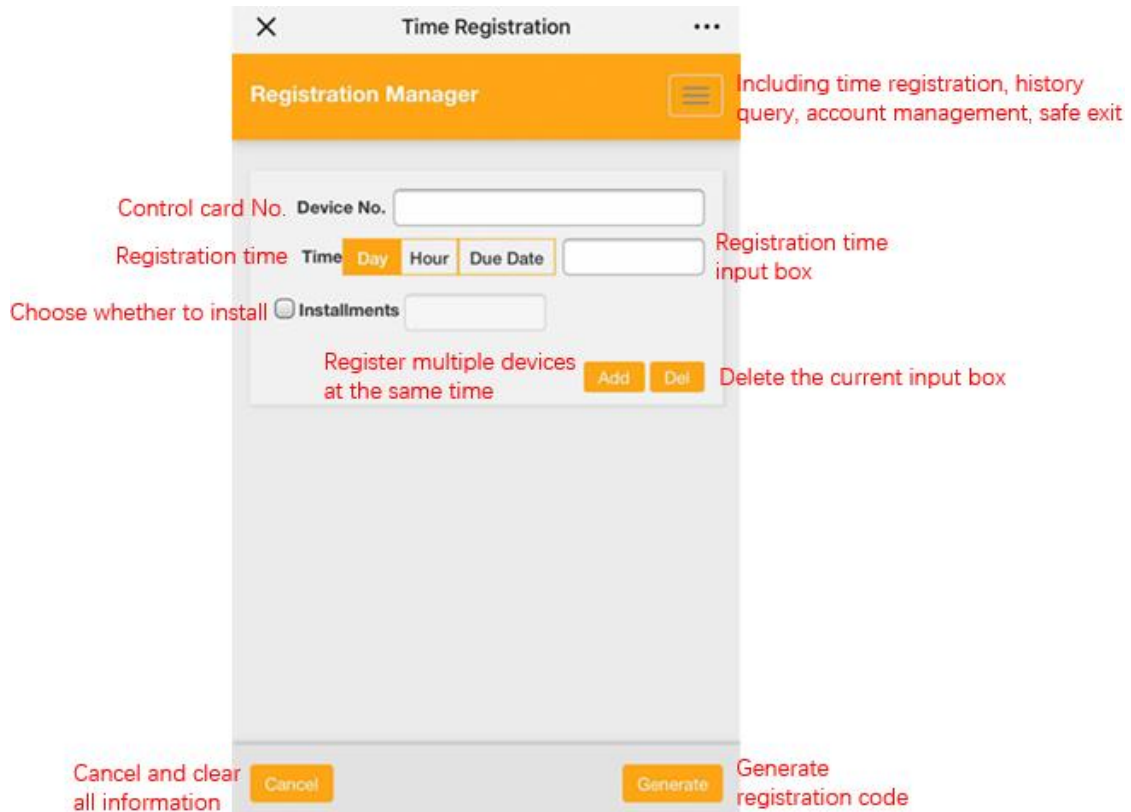 Time Registration
Registration Manager
Including time registration, history
query, account management, safe exit
Control card No. Device No.
Registration time Time Day Hour Due Date Registration time
input box
Choose whether to install Installments
Register multiple devices
at the same time
Add Del Delete the current input box
Cancel and clear
all information
Cancel Generate Generate
registration code